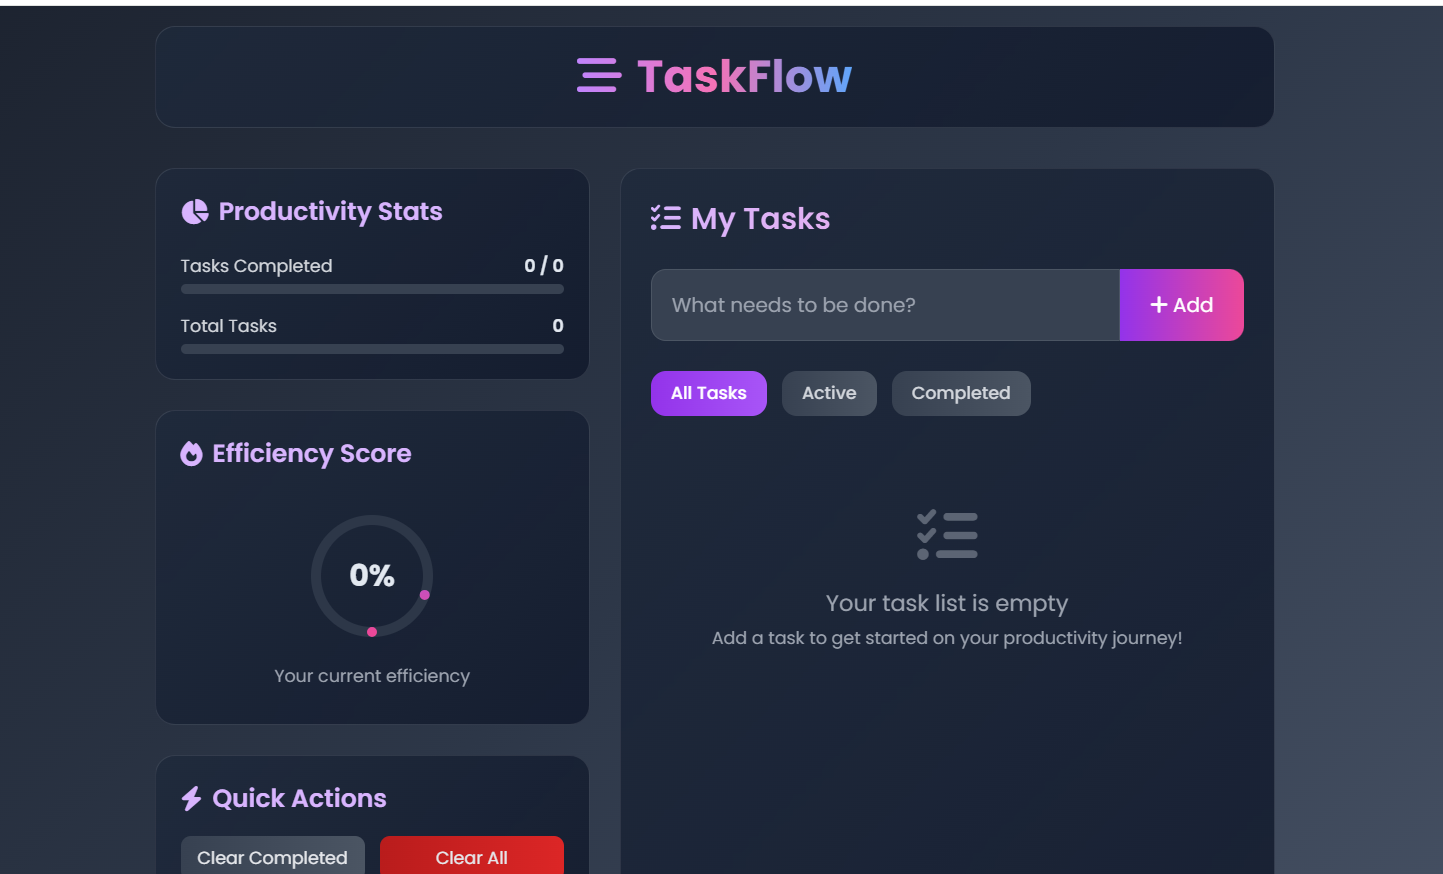 TaskFlow
Productivity Stats
Tasks Completed 0 / 0
Total Tasks 0
Efficiency Score
0%
Your current efficiency
Quick Actions
Clear Completed Clear All
My Tasks
What needs to be done? + Add
All Tasks Active Completed
Your task list is empty
Add a task to get started on your productivity journey!